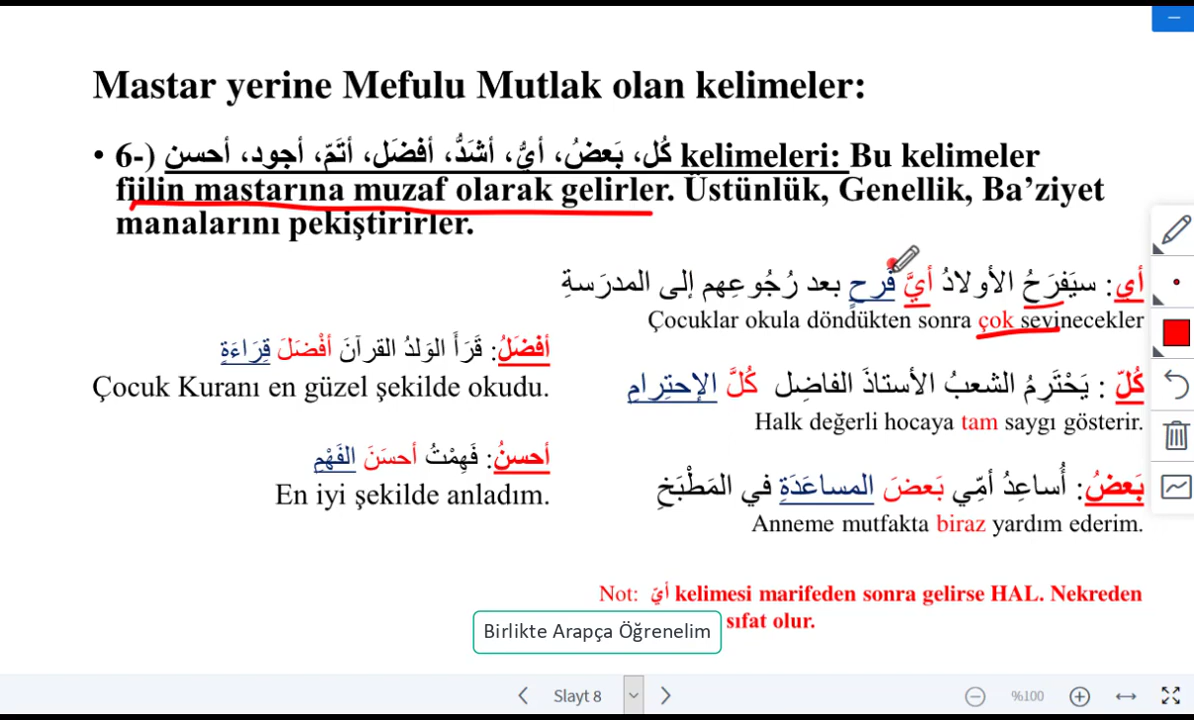 Mastar yerine Mefulu Mutlak olan kelimeler:
• 6-) كُل، بَعضُ، أيُّ، أشَدُّ، أفضَل، أتَمّ، أجود، أحسن kelimeleri: Bu kelimeler
fiilin mastarına muzaf olarak gelirler. Üstünlük, Genellik, Ba’ziyet
manalarını pekiştirirler.
أي: سيَفرَحُ الأولادُ أيَّ فَرحٍ بعد رُجُوعِهم إلى المدرَسةِ
Çocuklar okula döndükten sonra çok sevinecekler
كُلّ : يَحْتَرِمُ الشعبُ الأستاذَ الفاضِل كُلَّ الإحتِرامِ
Halk değerli hocaya tam saygı gösterir.
بَعضُ: أُساعِدُ أمّي بَعضَ المساعَدَةِ في المَطْبَخِ
Anneme mutfakta biraz yardım ederim.
أفضَلُ: قَرَأَ الوَلدُ القرآنَ أفْضَلَ قِرَاءَةِ
Çocuk Kuranı en güzel şekilde okudu.
أحسنُ: فَهِمْتُ أحسَنَ الفَهْمِ
En iyi şekilde anladım.
Not: أيّ kelimesi marifeden sonra gelirse HAL. Nekreden
sıfat olur.
Birlikte Arapça Öğrenelim
Slayt 8
%100